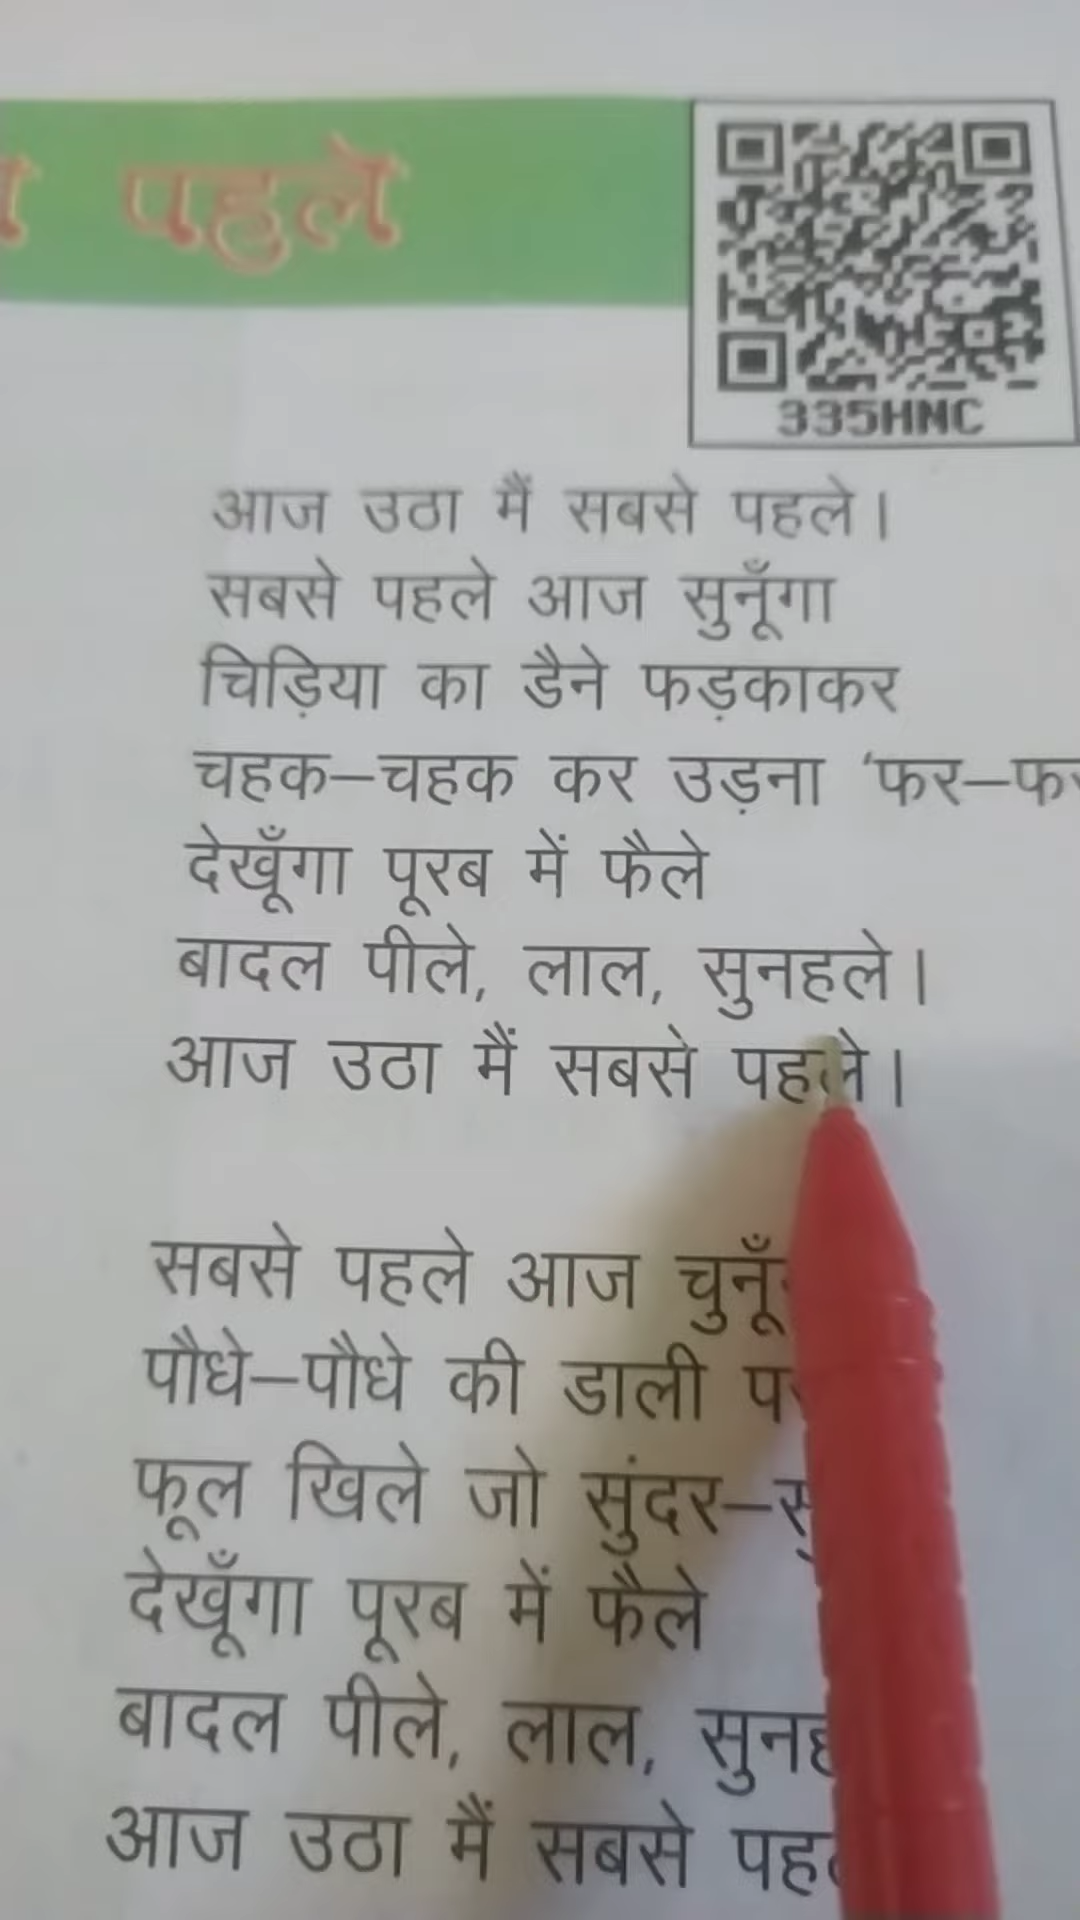 पहले
335HNC
आज उठा मैं सबसे पहले।
सबसे पहले आज सुनूँगा
चिड़िया का डैने फड़काकर
चहक–चहक कर उड़ना ‘फर–
देखूँगा पूरब में फैले
बादल पीले, लाल, सुनहले।
आज उठा मैं सबसे पहले।
सबसे पहले आज
पौधे–पौधे की डाली
फूल खिले जो सुंदर–
देखूँगा पूरब में फैले
बादल पीले, लाल,
आज उठा मैं सबसे